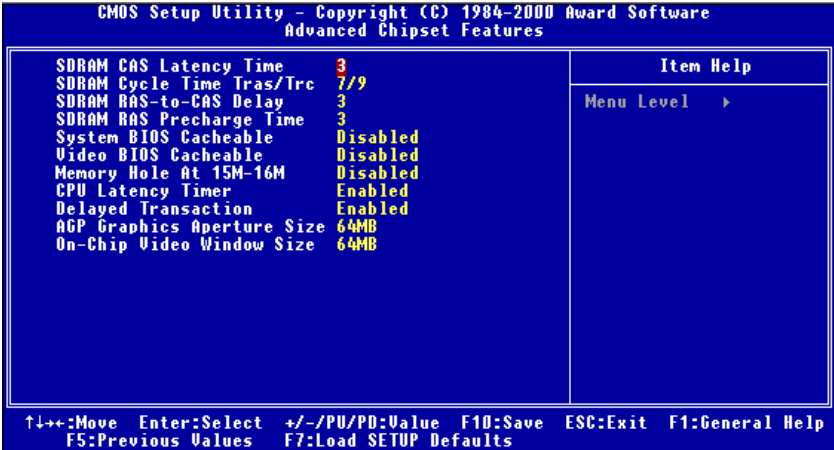 CMOS Setup Utility - Copyright (C) 1984-2000 Award Software
Advanced Chipset Features
SDRAM CAS Latency Time 3
SDRAM Cycle Time Tras/Trc 7/9
SDRAM RAS-to-CAS Delay 3
SDRAM RAS Precharge Time 3
System BIOS Cacheable Disabled
Video BIOS Cacheable Disabled
Memory Hole At 15M-16M Disabled
CPU Latency Timer Enabled
Delayed Transaction Enabled
AGP Graphics Aperture Size 64MB
On-Chip Video Window Size 64MB
Item Help
Menu Level ▸
↑↓→←:Move Enter:Select +/-/PU/PD:Value F10:Save ESC:Exit F1:General Help
F5:Previous Values F7:Load SETUP Defaults